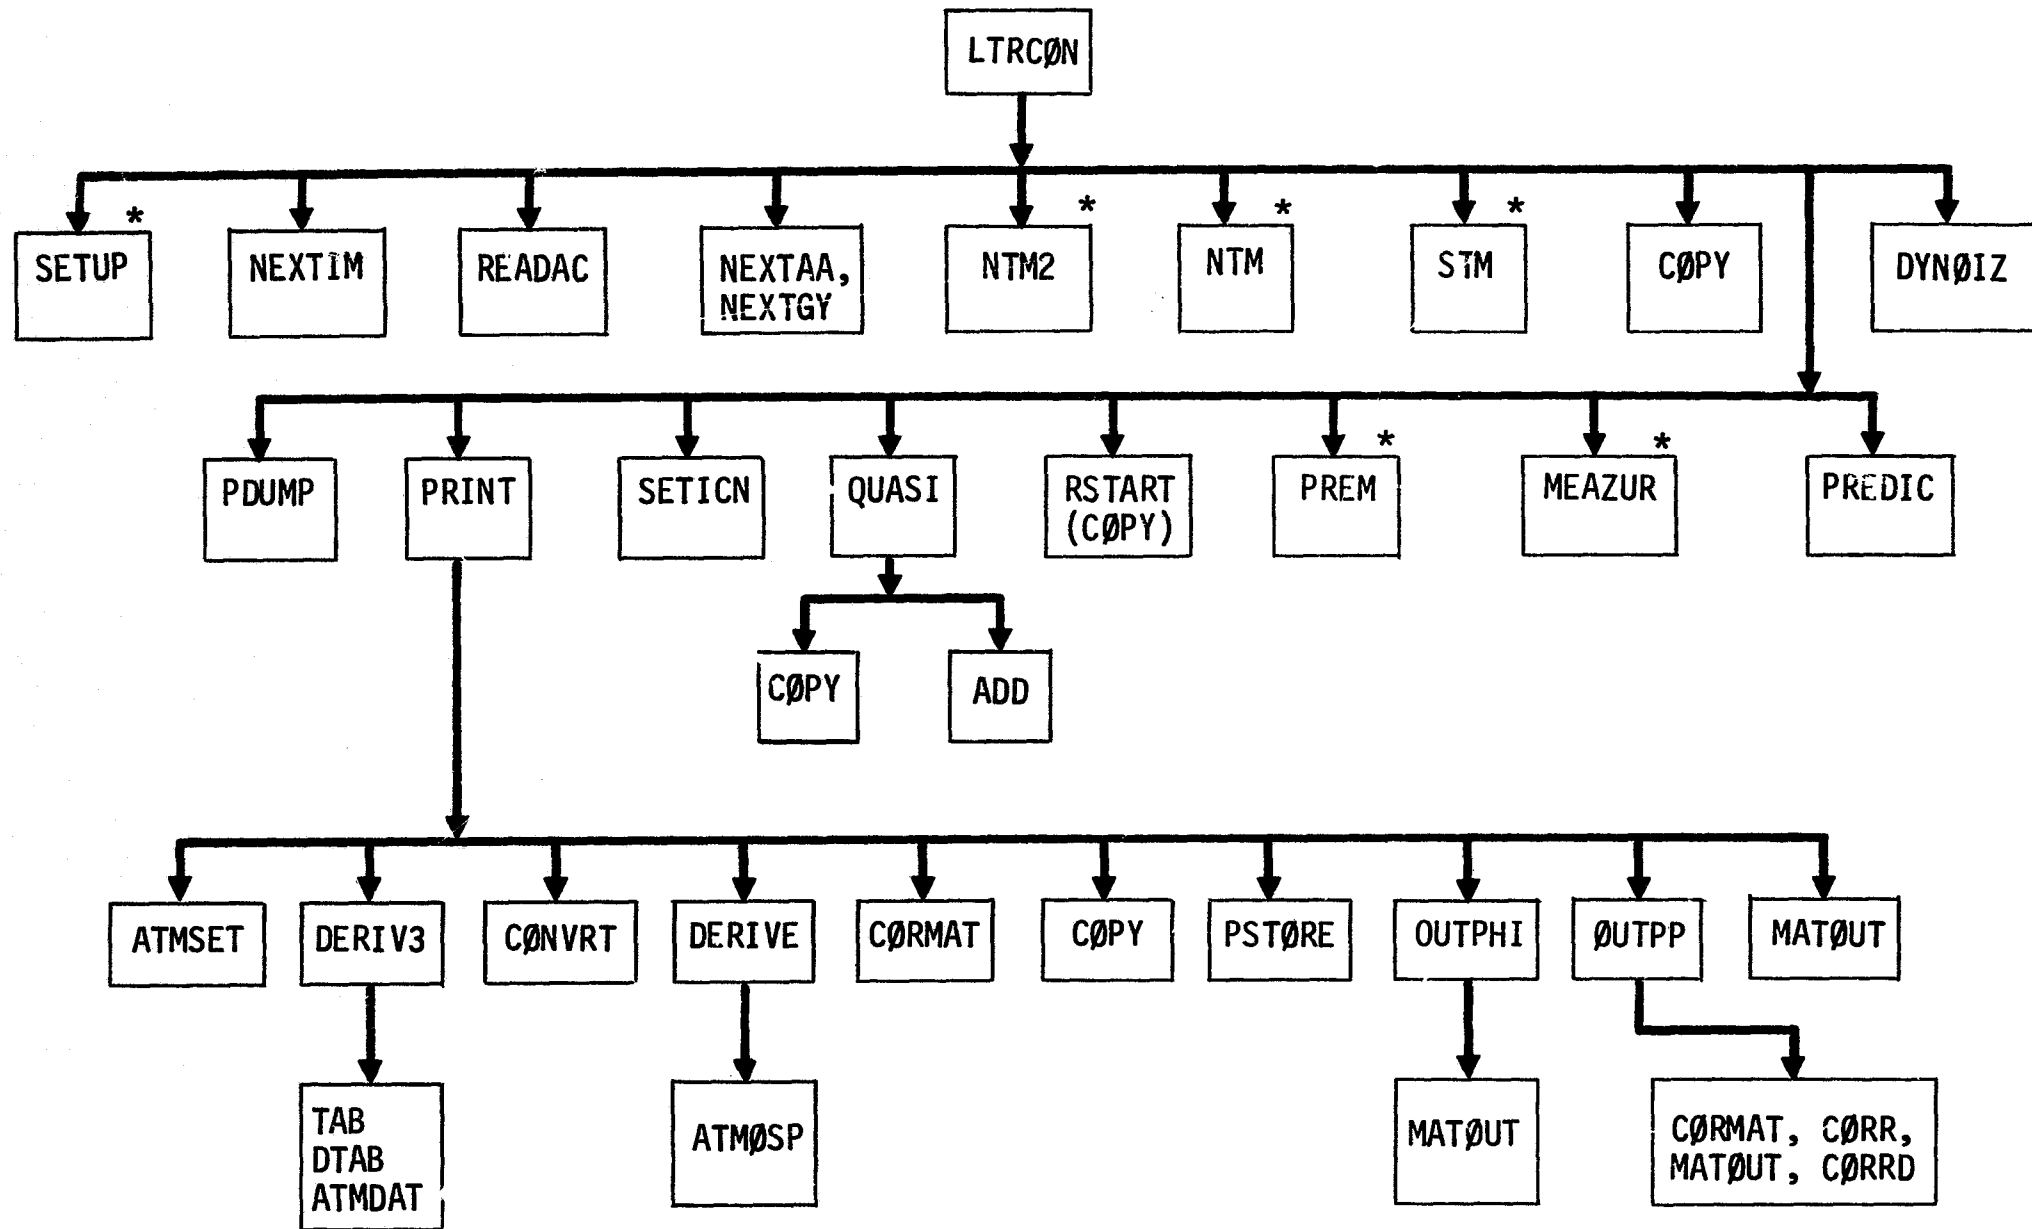 LTRCØN
*
SETUP
NEXTIM
READAC
NEXTAA,
NEXTGY
*
NTM2
*
NTM
*
STM
CØPY
DYNØIZ
PDUMP
PRINT
SETICN
QUASI
RSTART
(CØPY)
*
PREM
*
MEAZUR
PREDIC
CØPY
ADD
ATMSET
DERIV3
CØNVRT
DERIVE
CØRMAT
CØPY
PSTØRE
OUTPHI
ØUTPP
MATØUT
TAB
DTAB
ATMDAT
ATMØSP
MATØUT
CØRMAT, CØRR,
MATØUT, CØRRD